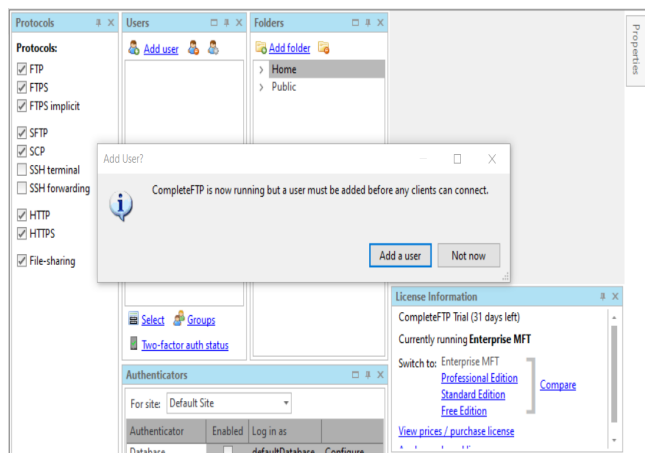 Protocols
Protocols:
FTP
FTPS
FTPS implicit
SFTP
SCP
SSH terminal
SSH forwarding
HTTP
HTTPS
File-sharing
Users
Add user
Folders
Add folder
Home
Public
Properties
Add User?
CompleteFTP is now running but a user must be added before any clients can connect.
Add a user
Not now
Select
Groups
Two-factor auth
status
Authenticators
For site:
Default Site
Authenticator
Enabled
Log in as
Database
defaultDatabase
Configure
License Information
CompleteFTP Trial (31 days left)
Currently running Enterprise MFT
Switch to:
Enterprise MFT
Professional Edition
Standard Edition
Free Edition
Compare
View prices / purchase license